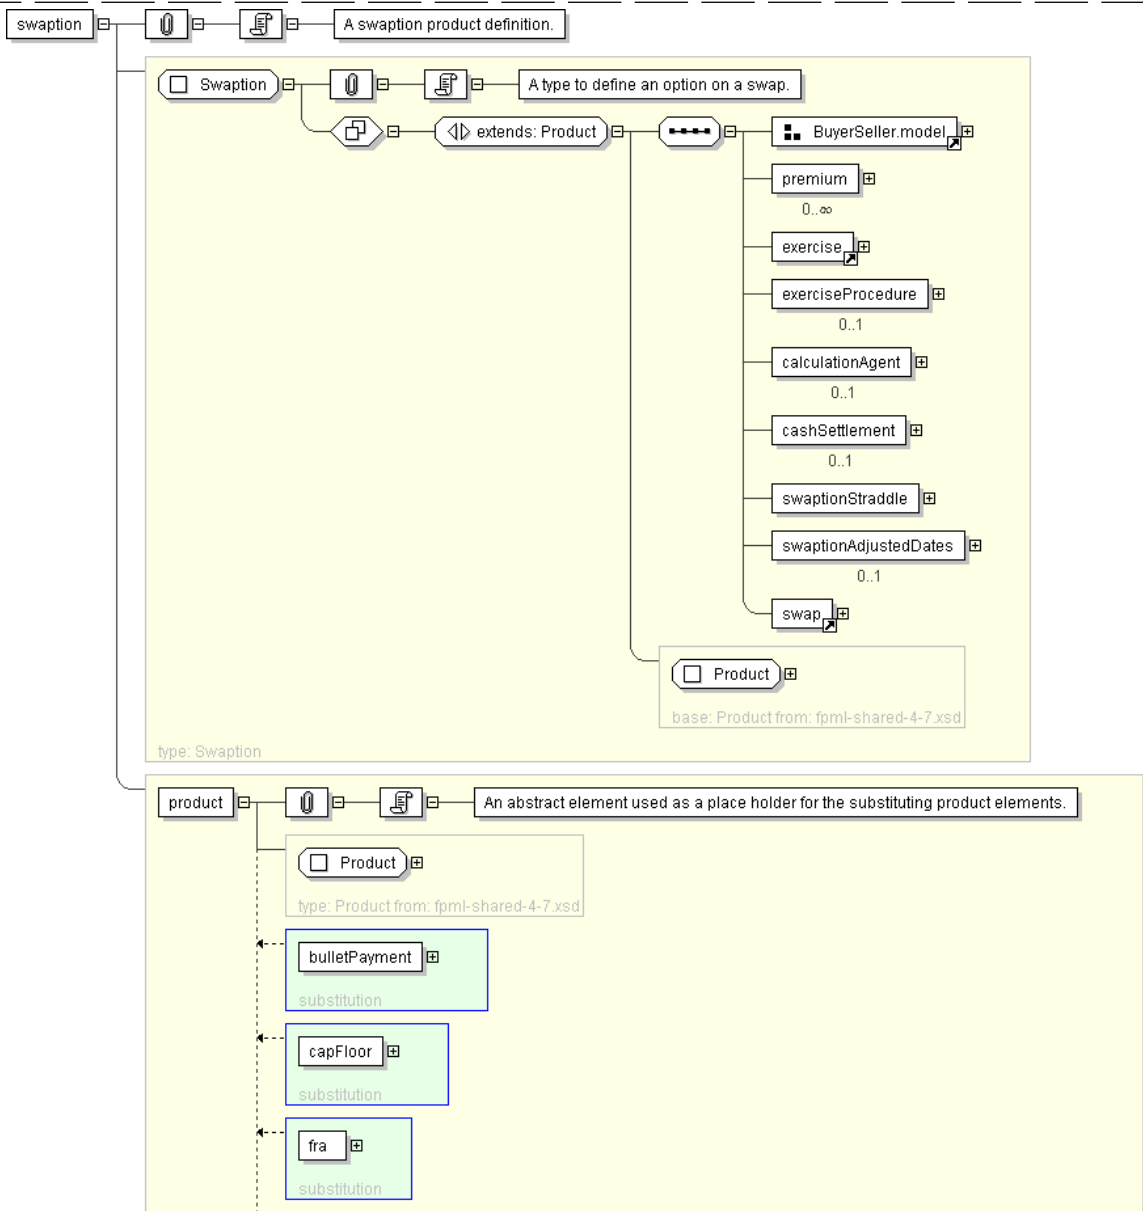 swaption
A swaption product definition.
Swaption
A type to define an option on a swap.
extends: Product
BuyerSeller.model
premium
0..∞
exercise
exerciseProcedure
0..1
calculationAgent
0..1
cashSettlement
0..1
swaptionStraddle
swaptionAdjustedDates
0..1
swap
Product
base: Product from: fpml-shared-4-7.xsd
type: Swaption
product
An abstract element used as a place holder for the substituting product elements.
Product
type: Product from: fpml-shared-4-7.xsd
bulletPayment
substitution
capFloor
substitution
fra
substitution